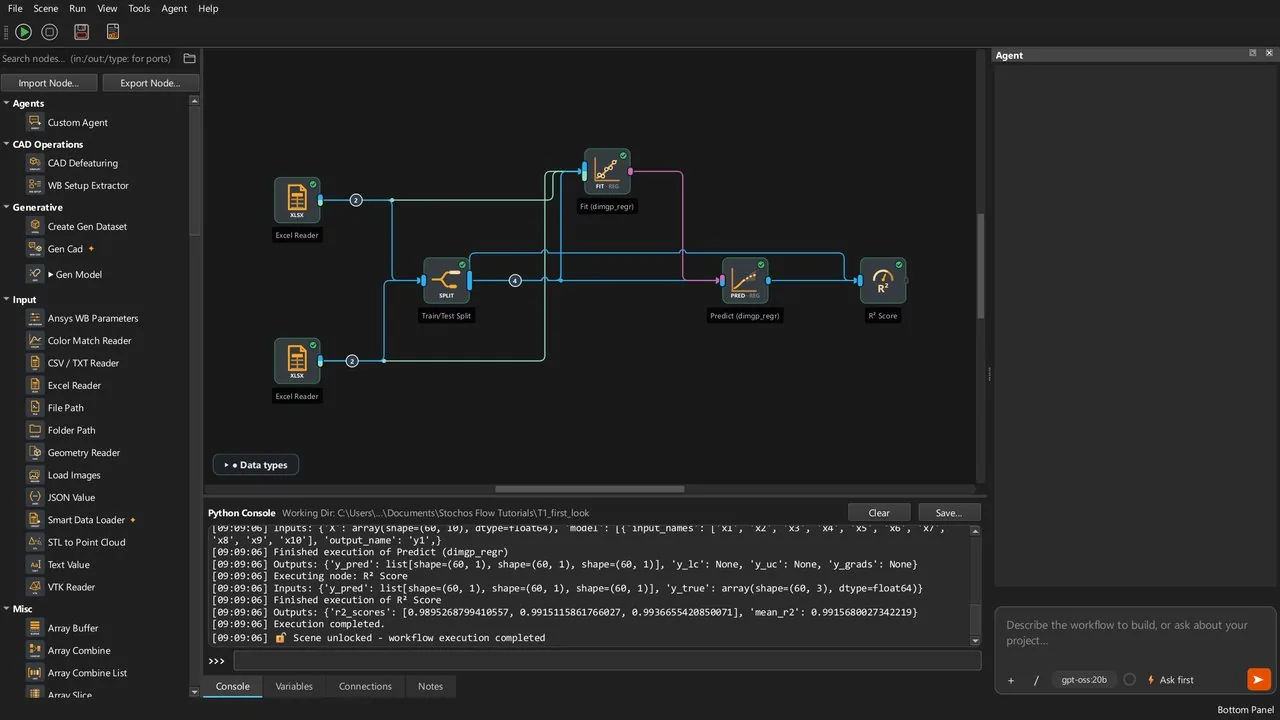 File Scene Run View Tools Agent Help
Search nodes... (in:/out:/type: for ports)
Import Node... Export Node...
Agents
Custom Agent
CAD Operations
CAD Defeaturing
WB Setup Extractor
Generative
Create Gen Dataset
Gen Cad
Gen Model
Input
Ansys WB Parameters
Color Match Reader
CSV / TXT Reader
Excel Reader
File Path
Folder Path
Geometry Reader
Load Images
JSON Value
Smart Data Loader
STL to Point Cloud
Text Value
VTK Reader
Misc
Array Buffer
Array Combine
Array Combine List
Array Slice
XLSX
Excel Reader
2
FIT REG
Fit (dimgp_regr)
SPLIT
Train/Test Split
4
PRED REG
Predict (dimgp_regr)
R²
R² Score
XLSX
Excel Reader
2
Data types
Python Console Working Dir: C:\Users\...\Documents\Stochos Flow Tutorials\T1_first_look
Clear Save...
[09:09:06] Inputs: {'X': array(shape=(60, 10), dtype=float64), 'model': [{'input_names': ['x1', 'x2', 'x3', 'x4', 'x5', 'x6', 'x7',
'x8', 'x9', 'x10'], 'output_name': 'y1',}
[09:09:06] Finished execution of Predict (dimgp_regr)
[09:09:06] Outputs: {'y_pred': list[shape=(60, 1), shape=(60, 1), shape=(60, 1)], 'y_lc': None, 'y_uc': None, 'y_grads': None}
[09:09:06] Executing node: R² Score
[09:09:06] Inputs: {'y_pred': list[shape=(60, 1), shape=(60, 1), shape=(60, 1)], 'y_true': array(shape=(60, 3), dtype=float64)}
[09:09:06] Finished execution of R² Score
[09:09:06] Outputs: {'r2_scores': [0.9895268799410557, 0.9915115861766027, 0.9936655420850071], 'mean_r2': 0.9915680027342219}
[09:09:06] Execution completed.
[09:09:06] Scene unlocked - workflow execution completed
>>>
Console Variables Connections Notes
Agent
Describe the workflow to build, or ask about your
project...
+ / gpt-oss:20b Ask first
Bottom Panel